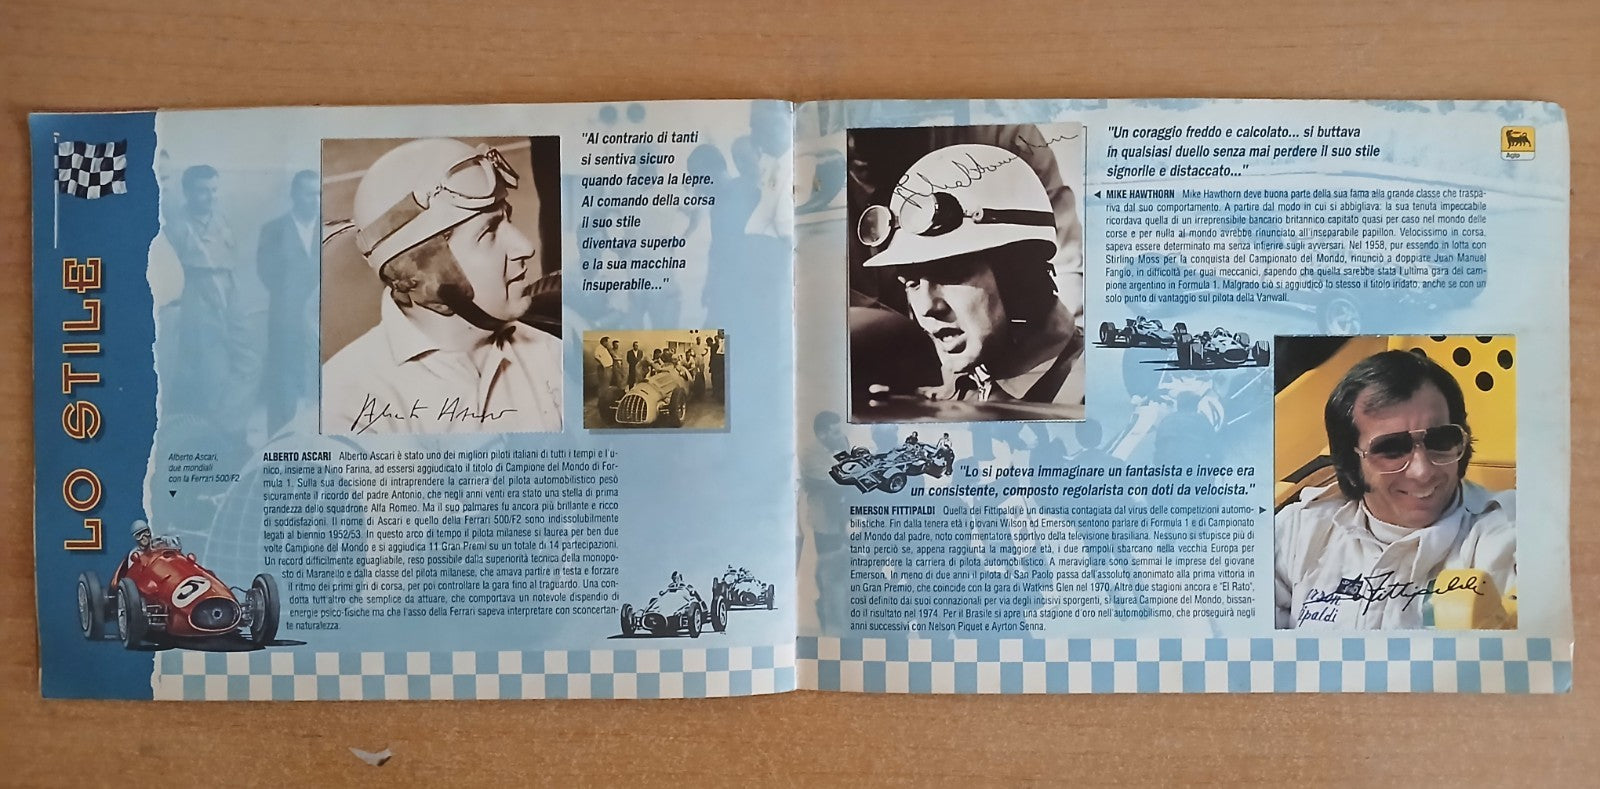 LO STILE
"Al contrario di tanti
si sentiva sicuro
quando faceva la lepre.
Al comando della corsa
il suo stile
diventava superbo
e la sua macchina
insuperabile..."
Alberto Ascari
Alberto Ascari,
due mondiali
con la Ferrari 500/F2.
ALBERTO ASCARI Alberto Ascari è stato uno dei migliori piloti italiani di tutti i tempi e l'u-
nico, insieme a Nino Farina, ad essersi aggiudicato il titolo di Campione del Mondo di For-
mula 1. Sulla sua decisione di intraprendere la carriera del pilota automobilistico pesò
sicuramente il ricordo del padre Antonio, che negli anni venti era stato una stella di prima
grandezza dello squadrone Alfa Romeo. Ma il suo palmares fu ancora più brillante e ricco
di soddisfazioni. Il nome di Ascari e quello della Ferrari 500/F2 sono indissolubilmente
legati al biennio 1952/53. In questo arco di tempo il pilota milanese si laurea per ben due
volte Campione del Mondo e si aggiudica 11 Gran Premi su un totale di 14 partecipazioni.
Un record difficilmente eguagliabile, reso possibile dalla superiorità tecnica della monopo-
sto di Maranello e dalla classe del pilota milanese, che amava partire in testa e forzare
il ritmo dei primi giri di corsa, per poi controllare la gara fino al traguardo. Una con-
dotta tutt'altro che semplice da attuare, che comportava un notevole dispendio di
energie psico-fisiche ma che l'asso della Ferrari sapeva interpretare con sconcertan-
te naturalezza.
5
"Un coraggio freddo e calcolato... si buttava
in qualsiasi duello senza mai perdere il suo stile
signorile e distaccato..."
Agip
MIKE HAWTHORN Mike Hawthorn deve buona parte della sua fama alla grande classe che traspa-
riva dal suo comportamento. A partire dal modo in cui si abbigliava: la sua tenuta impeccabile
ricordava quella di un irreprensibile bancario britannico capitato quasi per caso nel mondo delle
corse e per nulla al mondo avrebbe rinunciato all'inseparabile papillon. Velocissimo in corsa,
sapeva essere determinato ma senza infierire sugli avversari. Nel 1958, pur essendo in lotta con
Stirling Moss per la conquista del Campionato del Mondo, rinunciò a doppiare Juan Manuel
Fangio, in difficoltà per guai meccanici, sapendo che quella sarebbe stata l'ultima gara del cam-
pione argentino in Formula 1. Malgrado ciò si aggiudicò lo stesso il titolo iridato, anche se con un
solo punto di vantaggio sul pilota della Vanwall.
"Lo si poteva immaginare un fantasista e invece era
un consistente, composto regolarista con doti da velocista."
EMERSON FITTIPALDI Quella dei Fittipaldi è un dinastia contagiata dal virus delle competizioni automo-
bilistiche. Fin dalla tenera età i giovani Wilson ed Emerson sentono parlare di Formula 1 e di Campionato
del Mondo dal padre, noto commentatore sportivo della televisione brasiliana. Nessuno si stupisce più di
tanto perciò se, appena raggiunta la maggiore età, i due rampolli sbarcano nella vecchia Europa per
intraprendere la carriera di pilota automobilistico. A meravigliare sono semmai le imprese del giovane
Emerson. In meno di due anni il pilota di San Paolo passa dall'assoluto anonimato alla prima vittoria in
un Gran Premio, che coincide con la gara di Watkins Glen nel 1970. Altre due stagioni ancora e "El Rato",
così definito dai suoi connazionali per via degli incisivi sporgenti, si laurea Campione del Mondo, bissan-
do il risultato nel 1974. Per il Brasile si apre una stagione d'oro nell'automobilismo, che proseguirà negli
anni successivi con Nelson Piquet e Ayrton Senna.
Fittipaldi
ipaldi